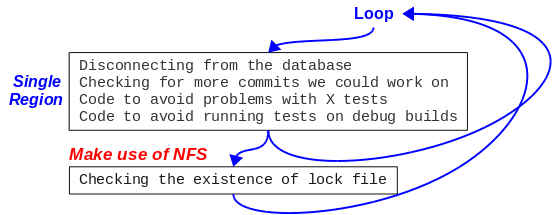 Loop
Single
Region
Disconnecting from the database
Checking for more commits we could work on
Code to avoid problems with X tests
Code to avoid running tests on debug builds
Make use of NFS
Checking the existence of lock file